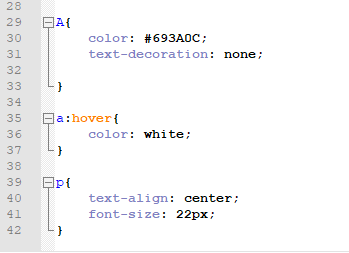 28
29 A{
30 color: #693A0C;
31 text-decoration: none;
32
33 }
34
35 a:hover{
36 color: white;
37 }
38
39 p{
40 text-align: center;
41 font-size: 22px;
42 }